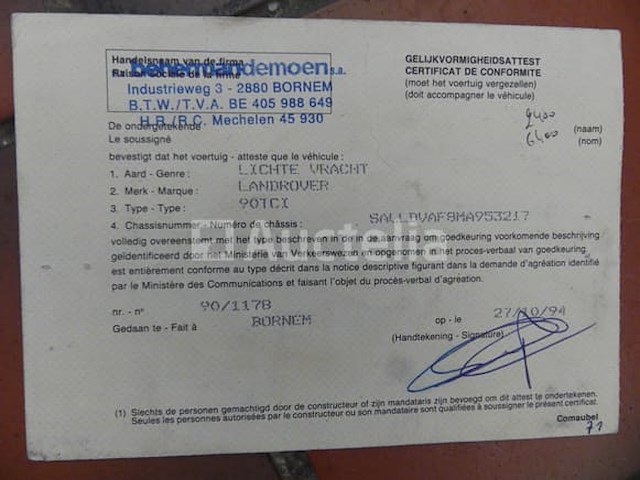 Handelsnaam van de firma
Raison sociale de la firme
behermandemoen s.a.
Industrieweg 3 - 2880 BORNEM
B.T.W./T.V.A. BE 405 988 649
H.B./R.C. Mechelen 45 930
GELIJKVORMIGHEIDSATTEST
CERTIFICAT DE CONFORMITE
(moet het voertuig vergezellen)
(doit accompagner le véhicule)
2400
6400
(naam)
(nom)
De ondergetekende
Le soussigné
bevestigt dat het voertuig - atteste que le véhicule :
1. Aard - Genre : LICHTE VRACHT
2. Merk - Marque : LANDROVER
3. Type - Type : 90TCI
4. Chassisnummer - Numéro de châssis : SALLDVAF8MA953217
Auctelia
volledig overeenstemt met het type beschreven in de in de aanvraag om goedkeuring voorkomende beschrijving
geïdentificeerd door het Ministerie van Verkeerswezen en opgenomen in het proces-verbaal van goedkeuring.
est entièrement conforme au type décrit dans la notice descriptive figurant dans la demande d'agréation identifié
par le Ministère des Communications et faisant l'objet du procès-verbal d'agréation.
nr. - n° 90/1178
Gedaan te - Fait à BORNEM
op - le 27/10/94
(Handtekening - Signature)
(1) Slechts de personen gemachtigd door de constructeur of zijn mandataris zijn bevoegd om dit attest te ondertekenen.
Seules les personnes autorisées par le constructeur ou son mandataire sont qualifiées à soussigner le présent certificat.
Comaubel
71